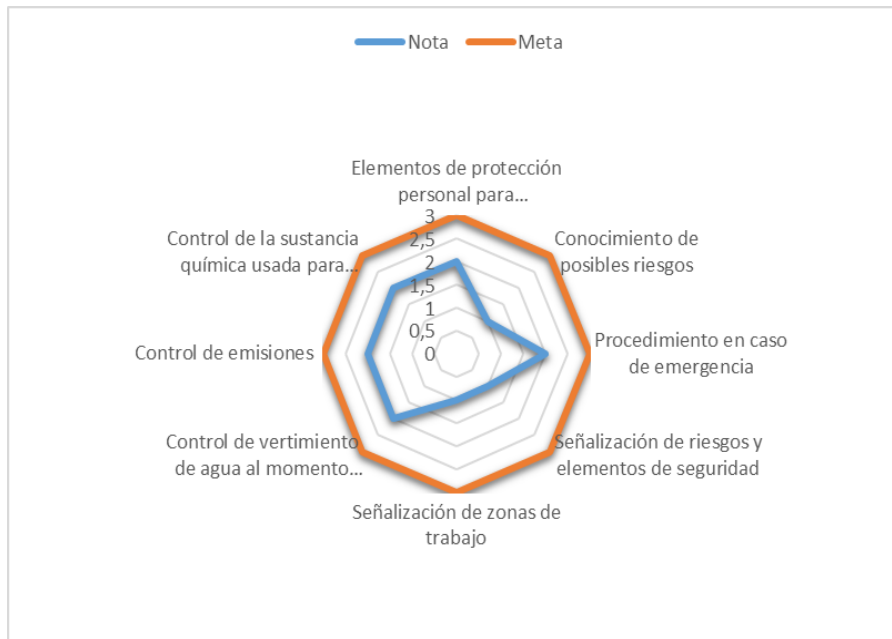 Nota Meta
Elementos de protección
personal para...
Conocimiento de
posibles riesgos
Procedimiento en caso
de emergencia
Señalización de riesgos y
elementos de seguridad
Señalización de zonas de
trabajo
Control de vertimiento
de agua al momento...
Control de emisiones
Control de la sustancia
química usada para...
3
2,5
2
1,5
1
0,5
0